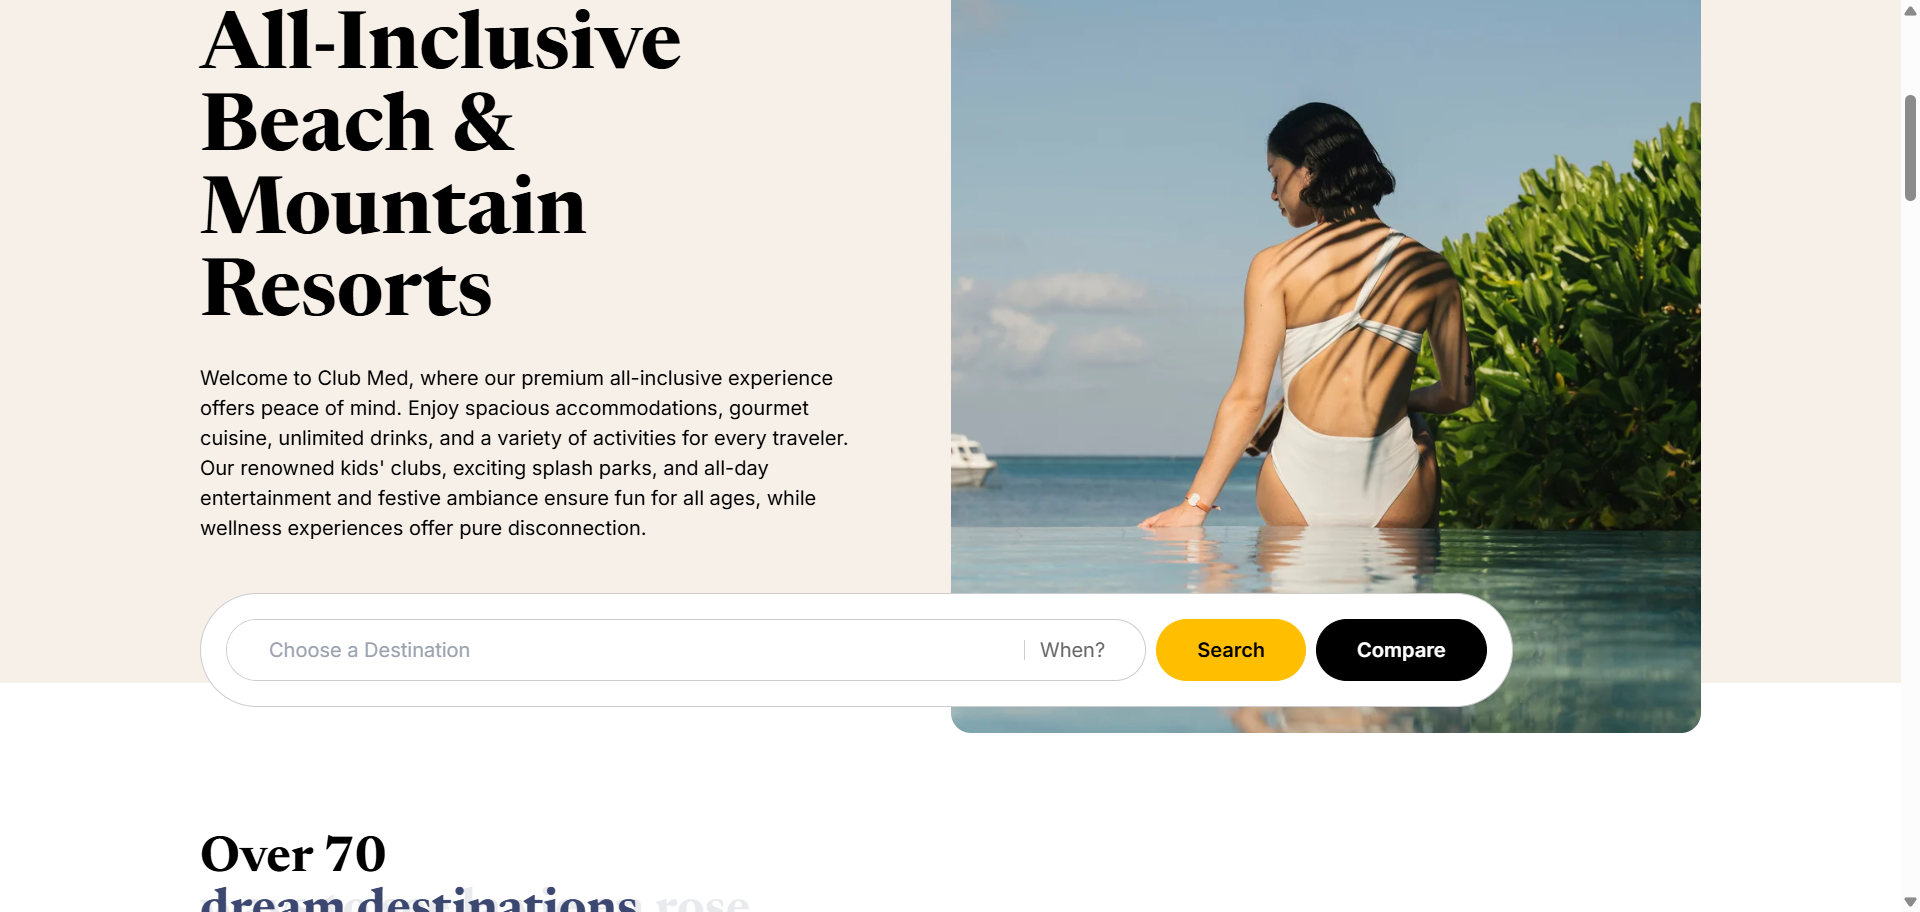 All-Inclusive
Beach &
Mountain
Resorts
Welcome to Club Med, where our premium all-inclusive experience
offers peace of mind. Enjoy spacious accommodations, gourmet
cuisine, unlimited drinks, and a variety of activities for every traveler.
Our renowned kids' clubs, exciting splash parks, and all-day
entertainment and festive ambiance ensure fun for all ages, while
wellness experiences offer pure disconnection.
Choose a Destination
When?
Search
Compare
Over 70
dream destinations
rose